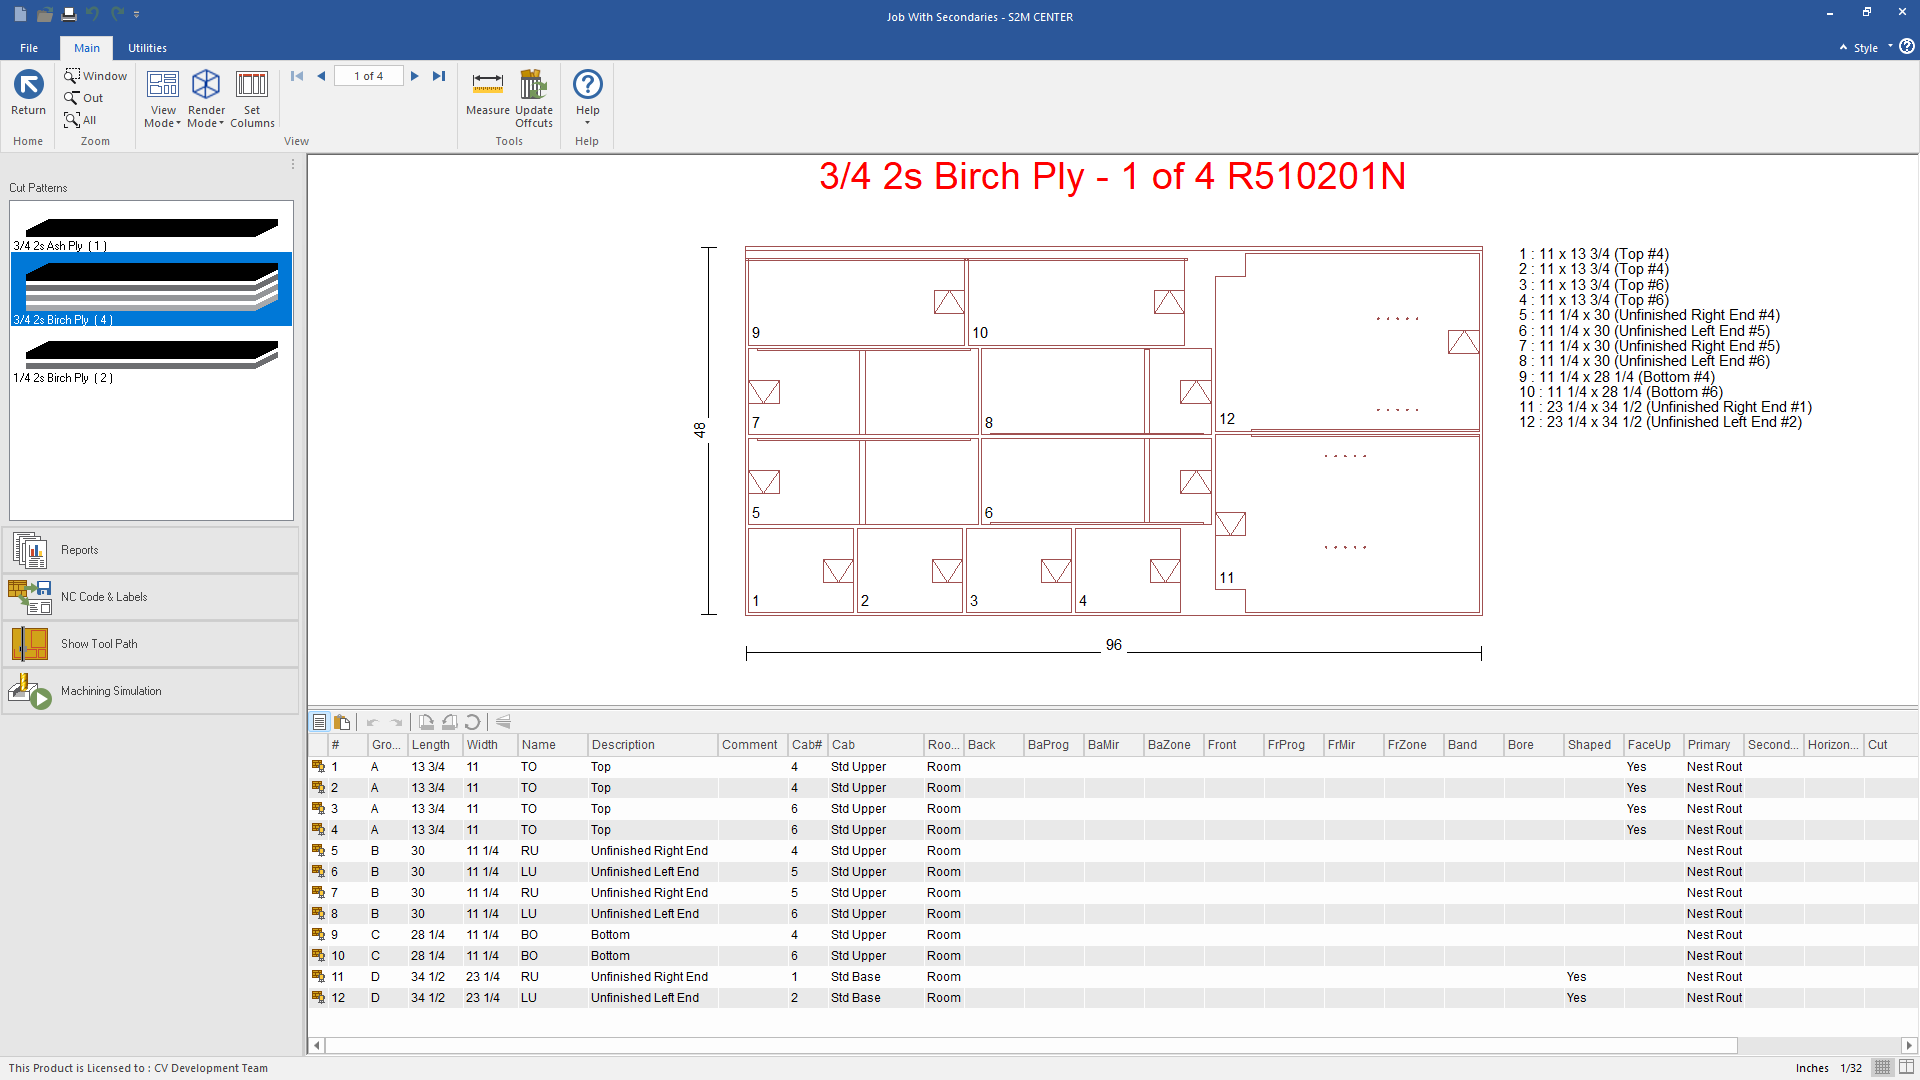 Job With Secondaries - S2M CENTER
File
Main
Utilities
Style
Return
Window
Out
All
View Mode
Render Mode
Set Columns
1 of 4
Measure
Update Offcuts
Help
Home
Zoom
View
Tools
Help
Cut Patterns
3/4 2s Ash Ply ( 1 )
3/4 2s Birch Ply ( 4 )
1/4 2s Birch Ply ( 2 )
Reports
NC Code & Labels
Show Tool Path
Machining Simulation
3/4 2s Birch Ply - 1 of 4 R510201N
48
96
9
10
12
7
8
5
6
11
1
2
3
4
1 : 11 x 13 3/4 (Top #4)
2 : 11 x 13 3/4 (Top #4)
3 : 11 x 13 3/4 (Top #6)
4 : 11 x 13 3/4 (Top #6)
5 : 11 1/4 x 30 (Unfinished Right End #4)
6 : 11 1/4 x 30 (Unfinished Left End #5)
7 : 11 1/4 x 30 (Unfinished Right End #5)
8 : 11 1/4 x 30 (Unfinished Left End #6)
9 : 11 1/4 x 28 1/4 (Bottom #4)
10 : 11 1/4 x 28 1/4 (Bottom #6)
11 : 23 1/4 x 34 1/2 (Unfinished Right End #1)
12 : 23 1/4 x 34 1/2 (Unfinished Left End #2)
# Gro... Length Width Name Description Comment Cab# Cab Roo... Back BaProg BaMir BaZone Front FrProg FrMir FrZone Band Bore Shaped FaceUp Primary Second... Horizon... Cut
1 A 13 3/4 11 TO Top 4 Std Upper Room Yes Nest Rout
2 A 13 3/4 11 TO Top 4 Std Upper Room Yes Nest Rout
3 A 13 3/4 11 TO Top 6 Std Upper Room Yes Nest Rout
4 A 13 3/4 11 TO Top 6 Std Upper Room Yes Nest Rout
5 B 30 11 1/4 RU Unfinished Right End 4 Std Upper Room Nest Rout
6 B 30 11 1/4 LU Unfinished Left End 5 Std Upper Room Nest Rout
7 B 30 11 1/4 RU Unfinished Right End 5 Std Upper Room Nest Rout
8 B 30 11 1/4 LU Unfinished Left End 6 Std Upper Room Nest Rout
9 C 28 1/4 11 1/4 BO Bottom 4 Std Upper Room Nest Rout
10 C 28 1/4 11 1/4 BO Bottom 6 Std Upper Room Nest Rout
11 D 34 1/2 23 1/4 RU Unfinished Right End 1 Std Base Room Yes Nest Rout
12 D 34 1/2 23 1/4 LU Unfinished Left End 2 Std Base Room Yes Nest Rout
This Product is Licensed to : CV Development Team
Inches 1/32